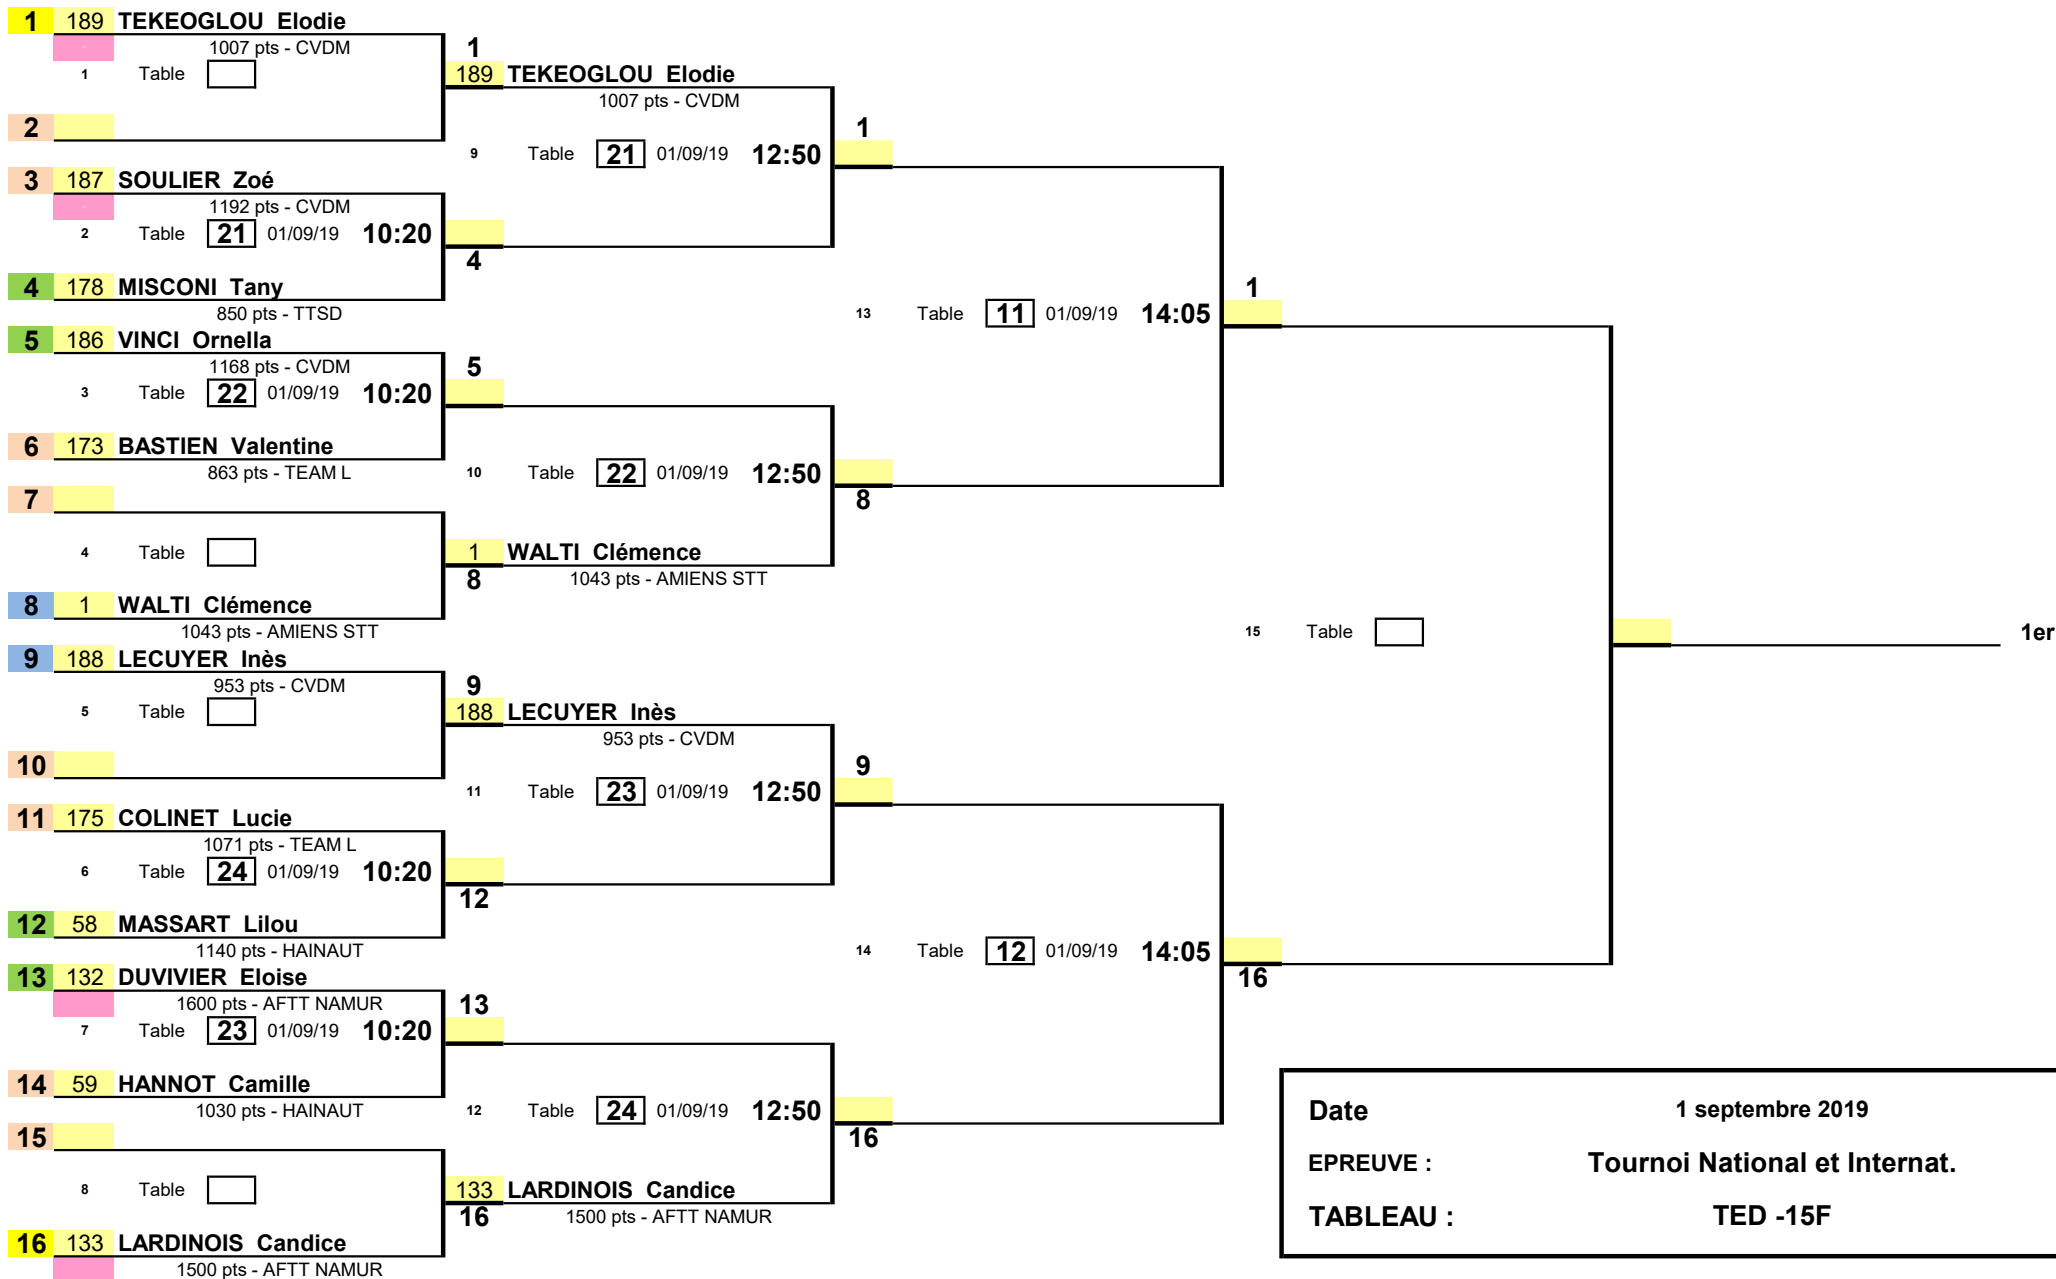 1 189 TEKEOGLOU Elodie
1007 pts - CVDM 1
1 Table 189 TEKEOGLOU Elodie
1007 pts - CVDM
2 1
9 Table 21 01/09/19 12:50
3 187 SOULIER Zoé
1192 pts - CVDM
2 Table 21 01/09/19 10:20
4
4 178 MISCONI Tany 1
850 pts - TTSD 13 Table 11 01/09/19 14:05
5 186 VINCI Ornella
1168 pts - CVDM 5
3 Table 22 01/09/19 10:20
6 173 BASTIEN Valentine
863 pts - TEAM L 10 Table 22 01/09/19 12:50
7 8
4 Table 1 WALTI Clémence
8 1043 pts - AMIENS STT
8 1 WALTI Clémence
1043 pts - AMIENS STT 15 Table 1er
9 188 LECUYER Inès
953 pts - CVDM 9
5 Table 188 LECUYER Inès
953 pts - CVDM
10 9
11 Table 23 01/09/19 12:50
11 175 COLINET Lucie
1071 pts - TEAM L
6 Table 24 01/09/19 10:20
12
12 58 MASSART Lilou
1140 pts - HAINAUT 14 Table 12 01/09/19 14:05
13 132 DUVIVIER Eloise 16
1600 pts - AFTT NAMUR 13
7 Table 23 01/09/19 10:20
14 59 HANNOT Camille
1030 pts - HAINAUT 12 Table 24 01/09/19 12:50
15 16
8 Table 133 LARDINOIS Candice
16 1500 pts - AFTT NAMUR
16 133 LARDINOIS Candice
1500 pts - AFTT NAMUR
Date 1 septembre 2019
EPREUVE : Tournoi National et Internat.
TABLEAU : TED -15F